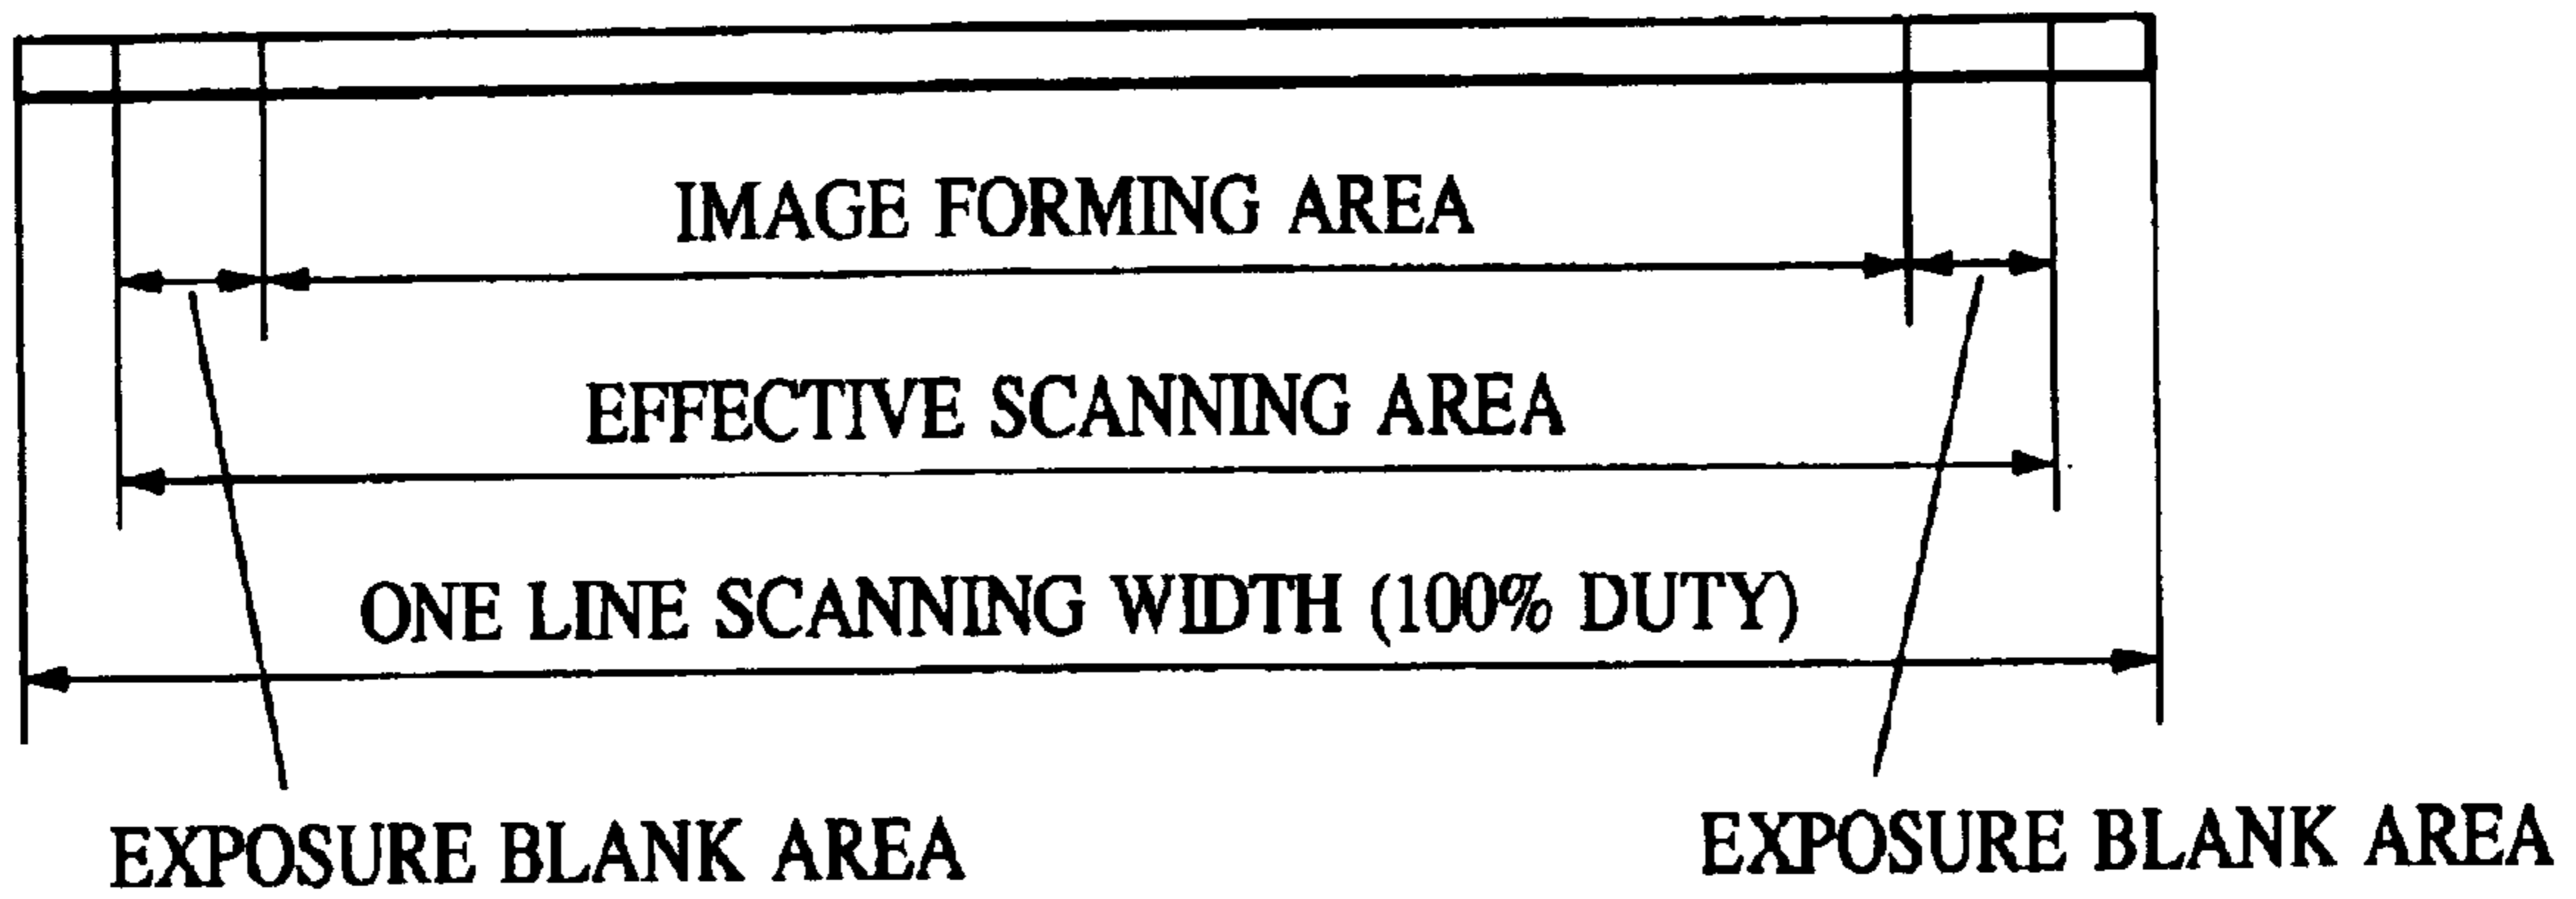 IMAGE FORMING AREA
EFFECTIVE SCANNING AREA
ONE LINE SCANNING WIDTH (100% DUTY)
EXPOSURE BLANK AREA
EXPOSURE BLANK AREA